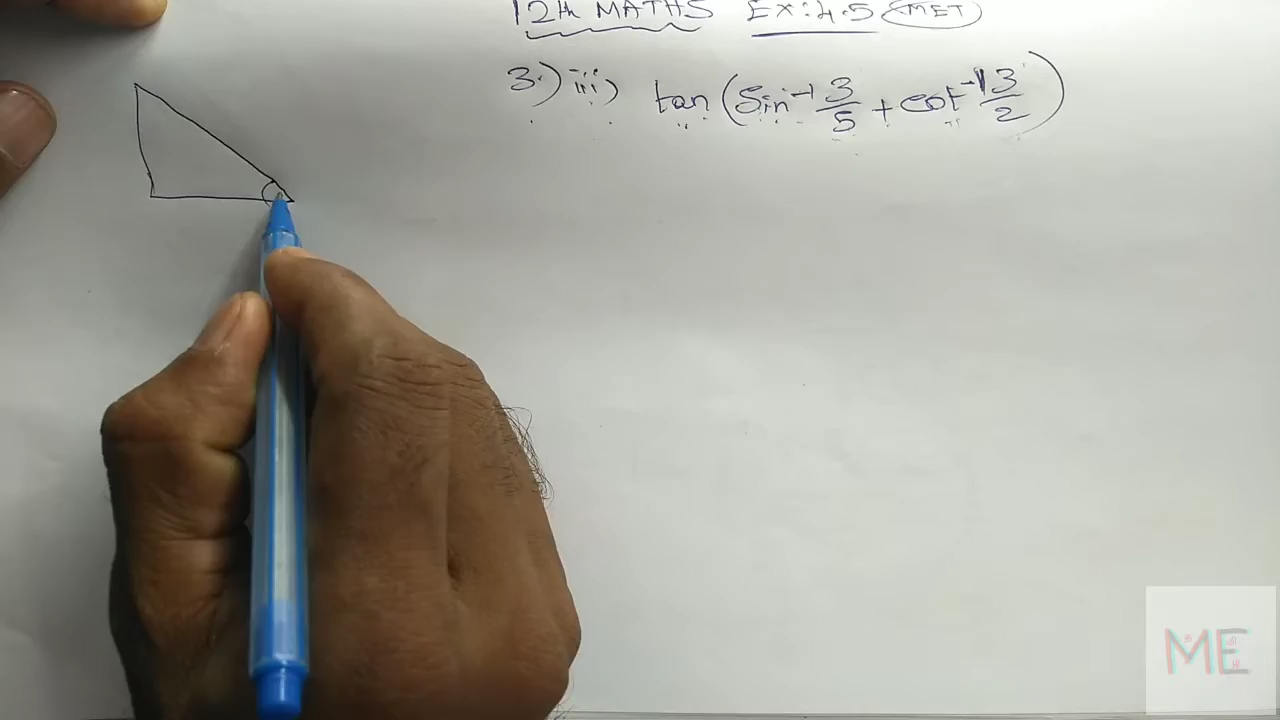 12th MATHS EX: 4.5 MET
3.) iii) tan (Sin⁻¹ 3/5 + cot⁻¹ 3/2)
ME